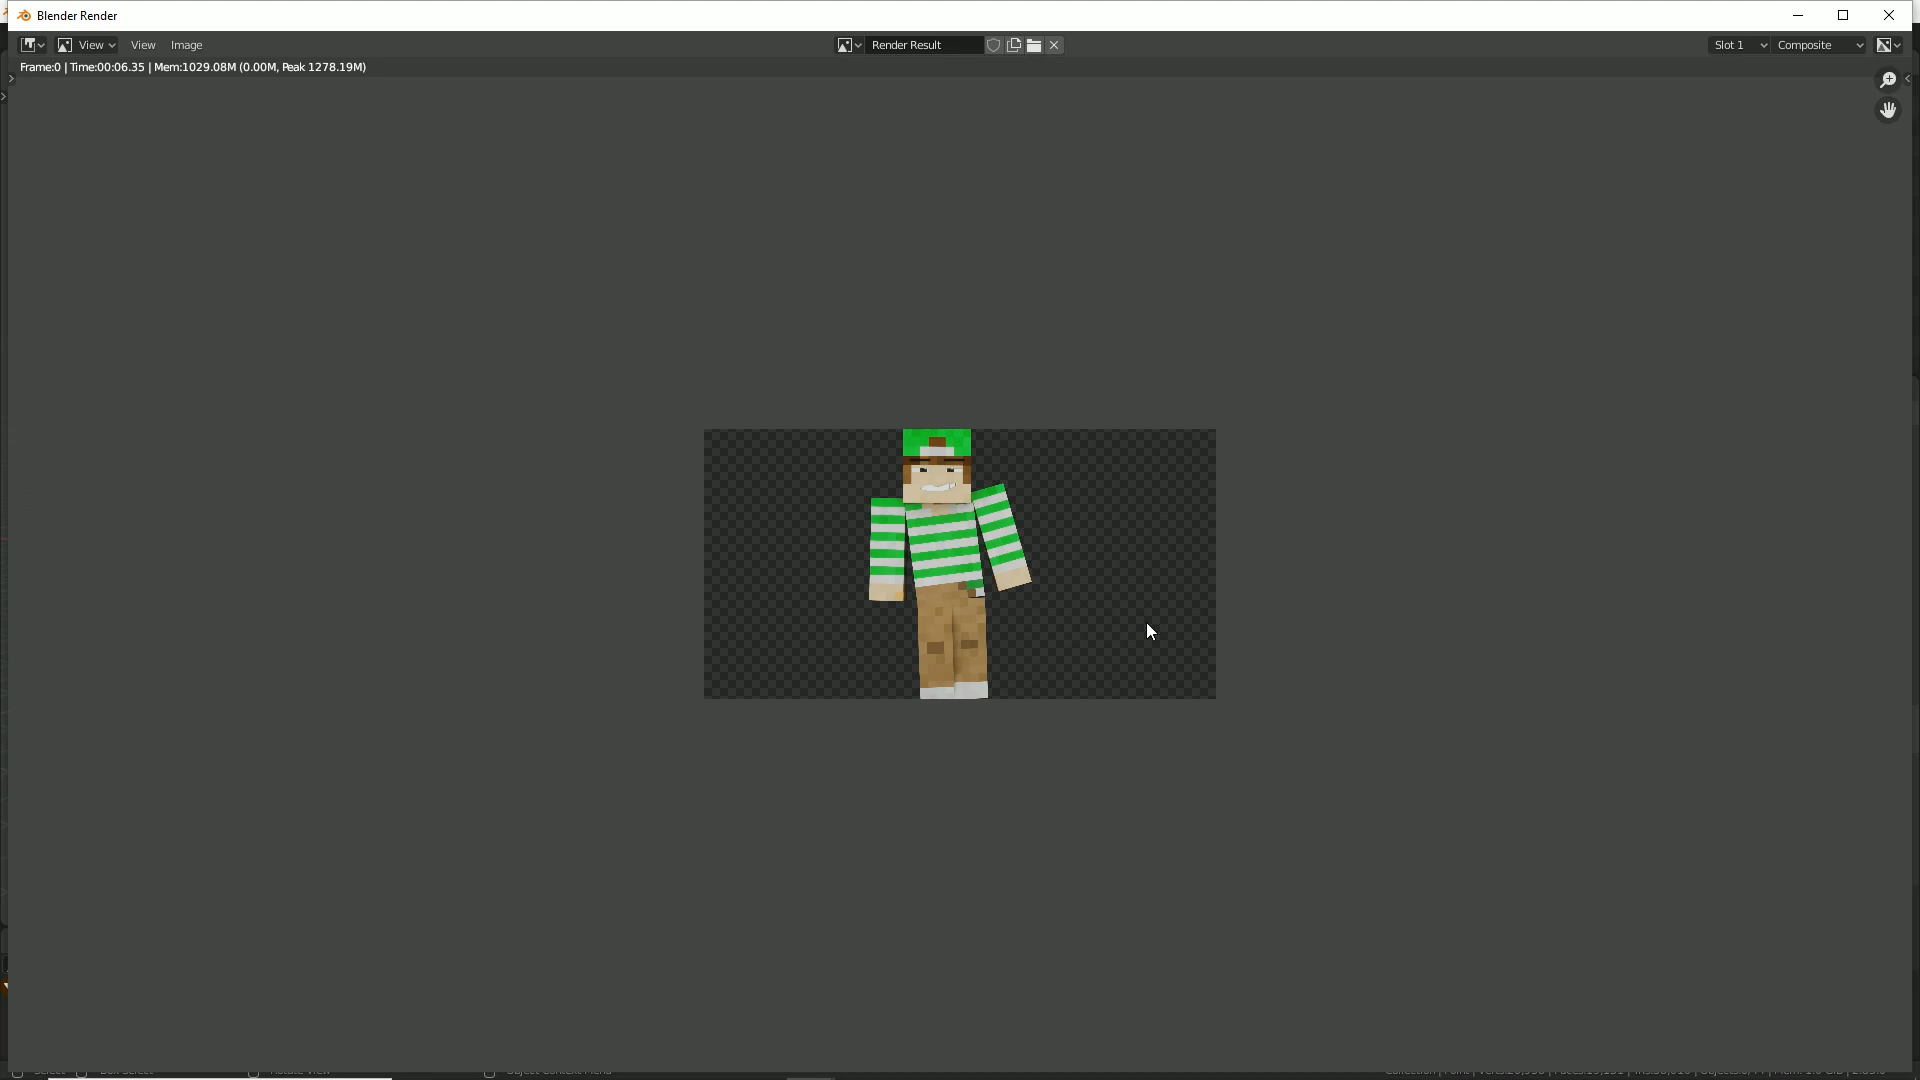 Blender Render
View View Image Render Result Slot 1 Composite
Frame:0 | Time:00:06.35 | Mem:1029.08M (0.00M, Peak 1278.19M)